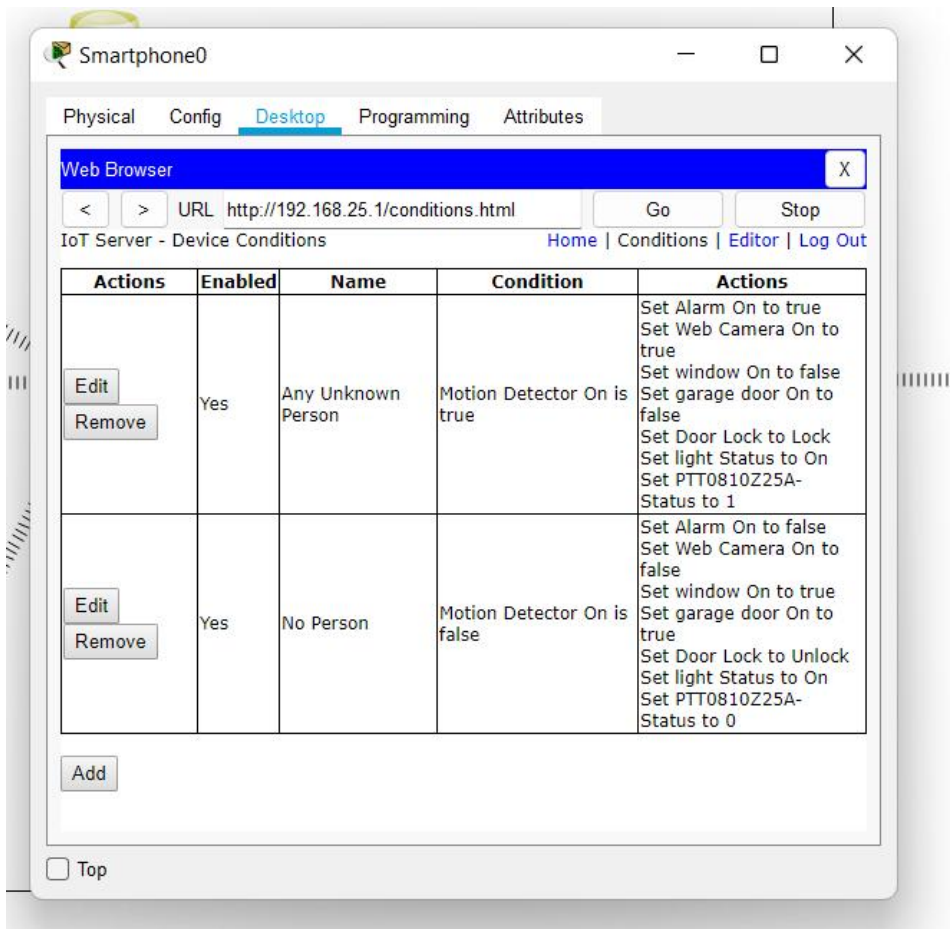 Smartphone0
Physical Config Desktop Programming Attributes
Web Browser X
< > URL http://192.168.25.1/conditions.html Go Stop
IoT Server - Device Conditions Home | Conditions | Editor | Log Out
Actions Enabled Name Condition Actions
Edit
Remove
Yes
Any Unknown
Person
Motion Detector On is
true
Set Alarm On to true
Set Web Camera On to
true
Set window On to false
Set garage door On to
false
Set Door Lock to Lock
Set light Status to On
Set PTT0810Z25A-
Status to 1
Edit
Remove
Yes
No Person
Motion Detector On is
false
Set Alarm On to false
Set Web Camera On to
false
Set window On to true
Set garage door On to
true
Set Door Lock to Unlock
Set light Status to On
Set PTT0810Z25A-
Status to 0
Add
Top